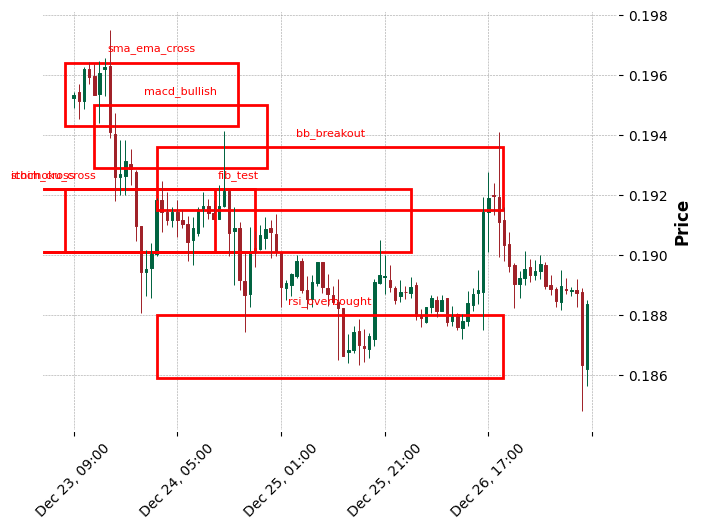 0.198
sma_ema_cross
0.196
macd_bullish
0.194
bb_breakout
fib_test
0.192
Price
0.190
rsi_overbought
0.188
0.186
Dec 23, 09:00
Dec 24, 05:00
Dec 25, 01:00
Dec 25, 21:00
Dec 26, 17:00